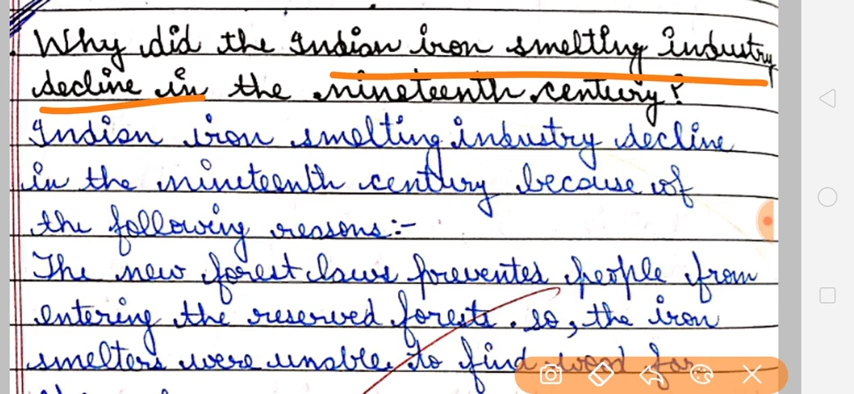 Why did the Indian iron smelting industry
decline in the nineteenth century?
Indian iron smelting industry decline
in the nineteenth century because of
the following reasons:-
The new forest laws prevented people from
entering the reserved forests. so, the iron
smelters were unable to find wood for